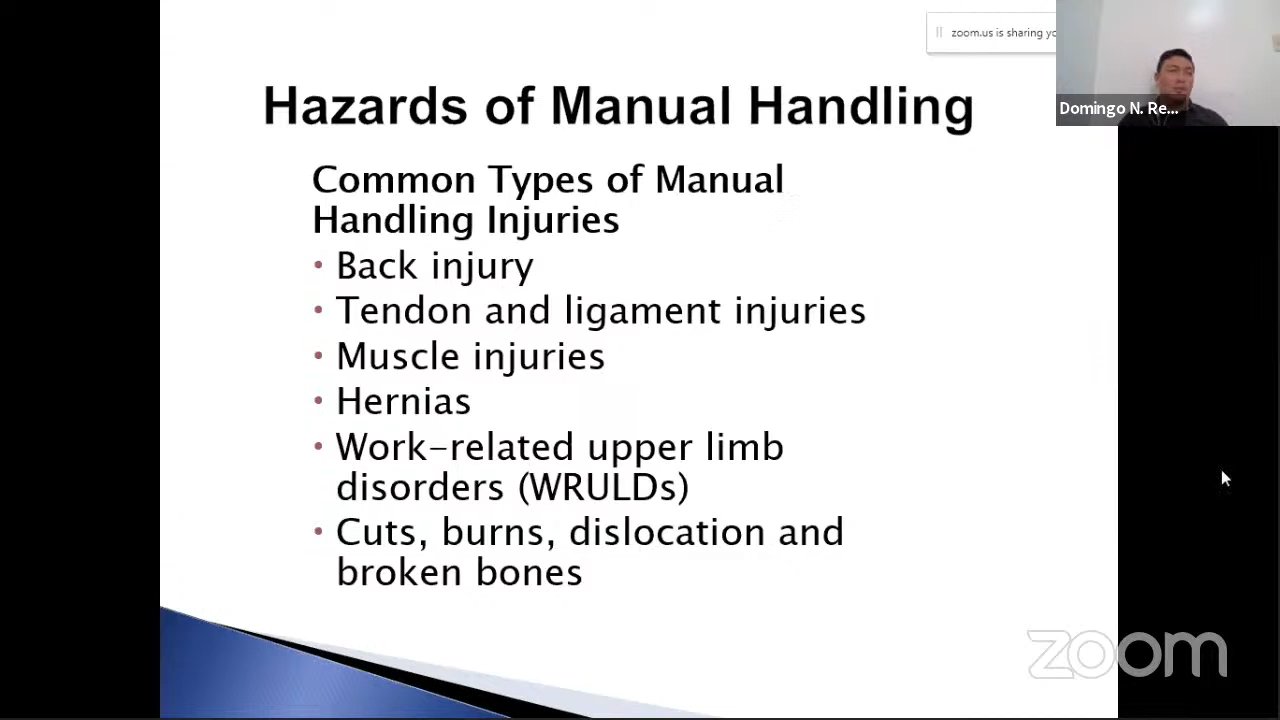 zoom.us is sharing yo
Hazards of Manual Handling
Domingo N. Re...
Common Types of Manual
Handling Injuries
• Back injury
• Tendon and ligament injuries
• Muscle injuries
• Hernias
• Work-related upper limb
disorders (WRULDs)
• Cuts, burns, dislocation and
broken bones
zoom